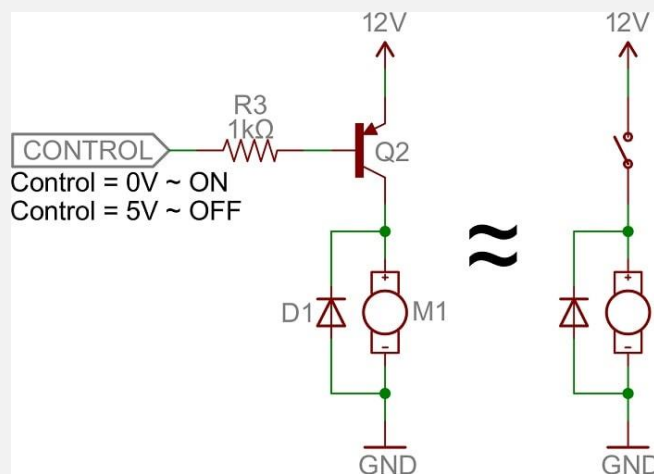 12V
12V
R3
1kΩ
CONTROL
Q2
Control = 0V ~ ON
Control = 5V ~ OFF
≈
D1
+
M1
-
+
-
GND
GND